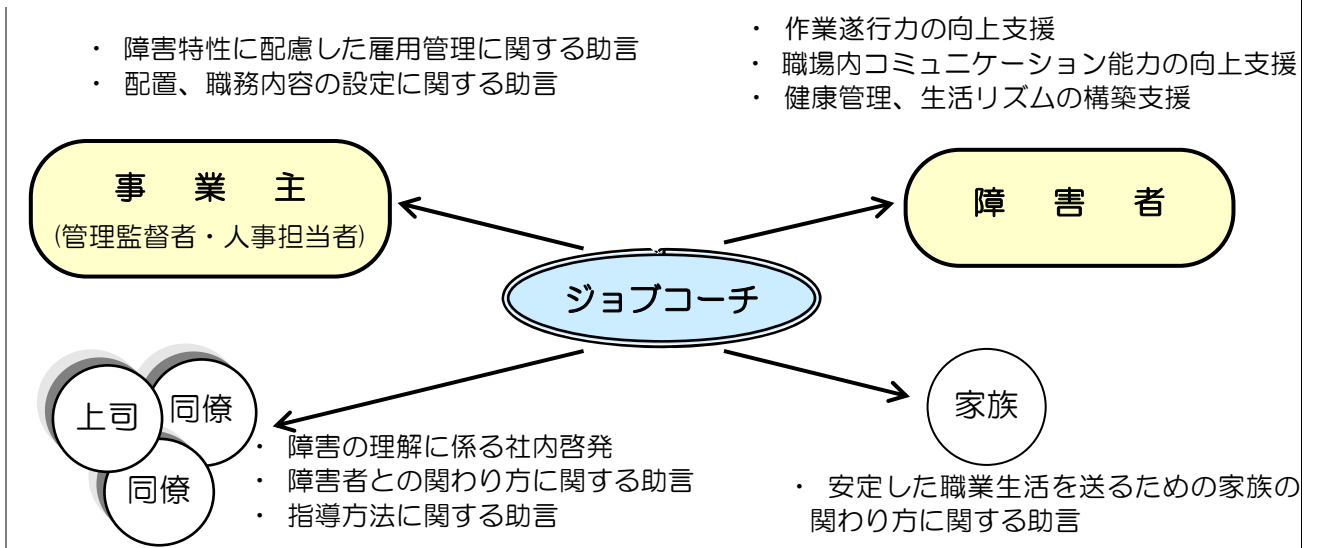 ・ 障害特性に配慮した雇用管理に関する助言
・ 配置、職務内容の設定に関する助言
・ 作業遂行力の向上支援
・ 職場内コミュニケーション能力の向上支援
・ 健康管理、生活リズムの構築支援
事 業 主
(管理監督者・人事担当者)
障 害 者
ジョブコーチ
上司
同僚
同僚
・ 障害の理解に係る社内啓発
・ 障害者との関わり方に関する助言
・ 指導方法に関する助言
家族
・ 安定した職業生活を送るための家族の
関わり方に関する助言